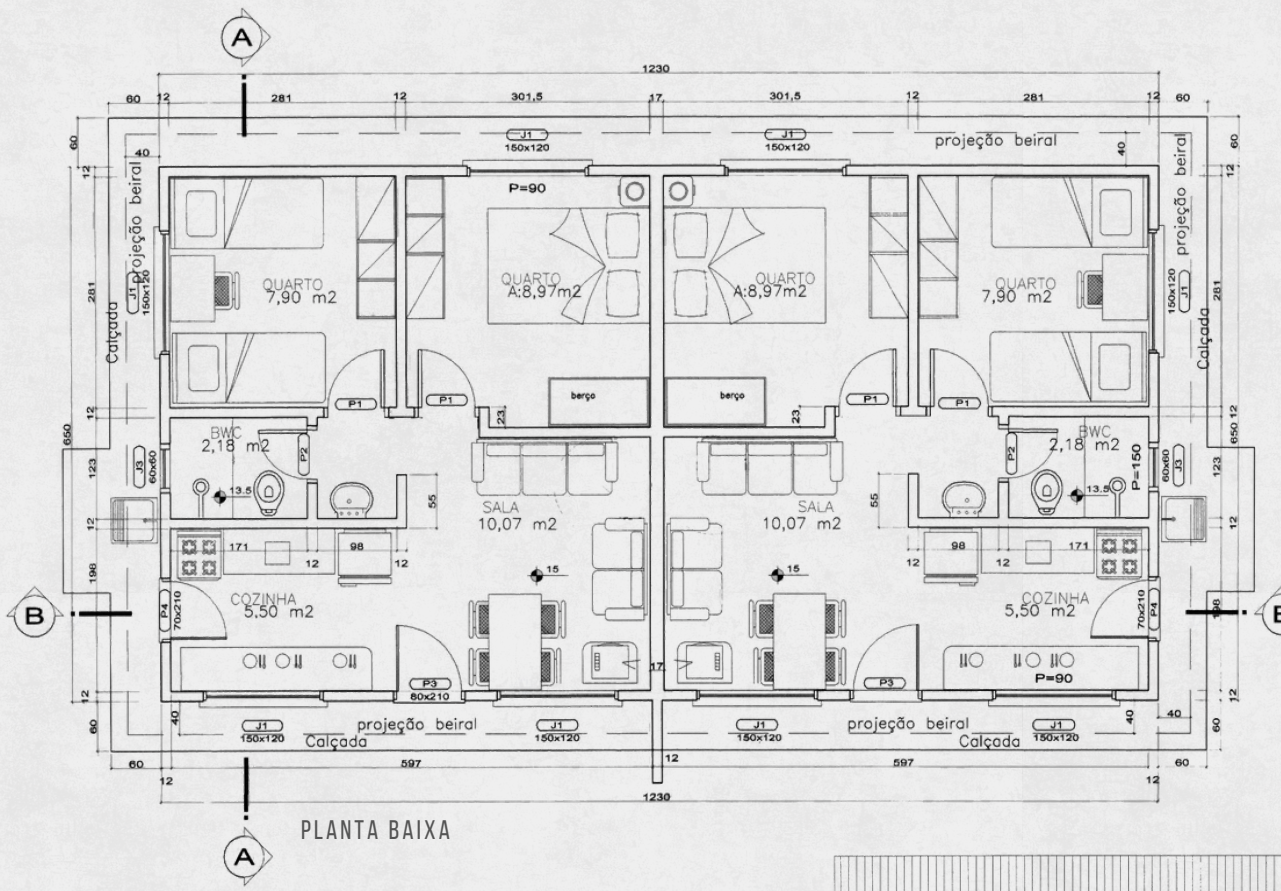 A
1230
60 12 281 12 301,5 17 301,5 12 281 12 60
J1
150x120
J1
150x120
projeção beiral
60
40
12
40
60
12
P=90
projeção beiral
J1
150x120
281
Calçada
QUARTO
7,90 m2
QUARTO
A:8,97m2
QUARTO
A:8,97m2
QUARTO
7,90 m2
projeção beiral
150x120
J1
281
Calçada
P1
P1
berço
berço
P1
P1
12
23
23
12
650
650
BWC
2,18 m2
P2
P2
BWC
2,18 m2
123
J3
60x60
P=150
60x60
J3
123
13.5
55
SALA
10,07 m2
SALA
10,07 m2
55
13.5
12
12
171
98
12
12
98
171
12
12
15
15
198
198
B
P4
70x210
COZINHA
5,50 m2
COZINHA
5,50 m2
70x210
P4
17
P3
80x210
P3
P=90
12
12
60
40
J1
150x120
projeção beiral
Calçada
J1
150x120
J1
150x120
projeção beiral
Calçada
J1
150x120
40
40
60
60 597 12 597 60
12
12
1230
PLANTA BAIXA
A